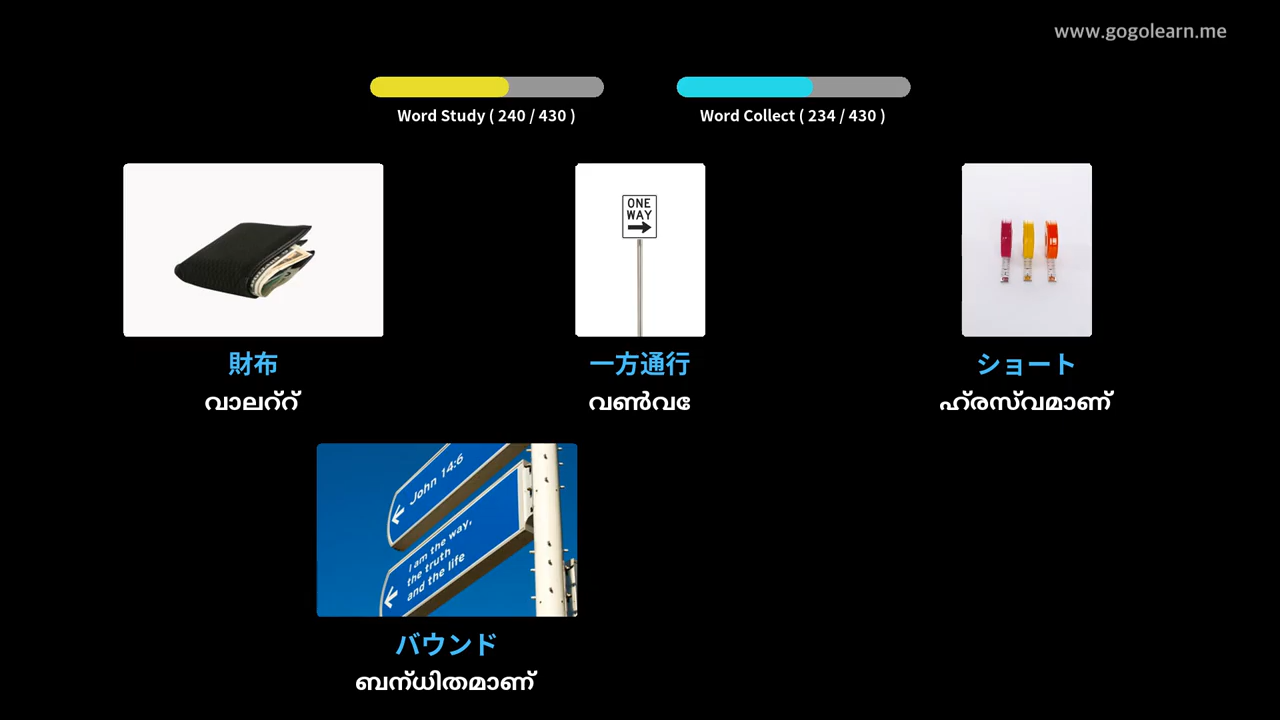 www.gogolearn.me
Word Study ( 240 / 430 )
Word Collect ( 234 / 430 )
ONE
WAY
財布
വാലറ്റ്
一方通行
വൺവേ
ショート
ഹ്രസ്വമാണ്
John 14:6
I am the way,
the truth
and the life
バウンド
ബന്ധിതമാണ്